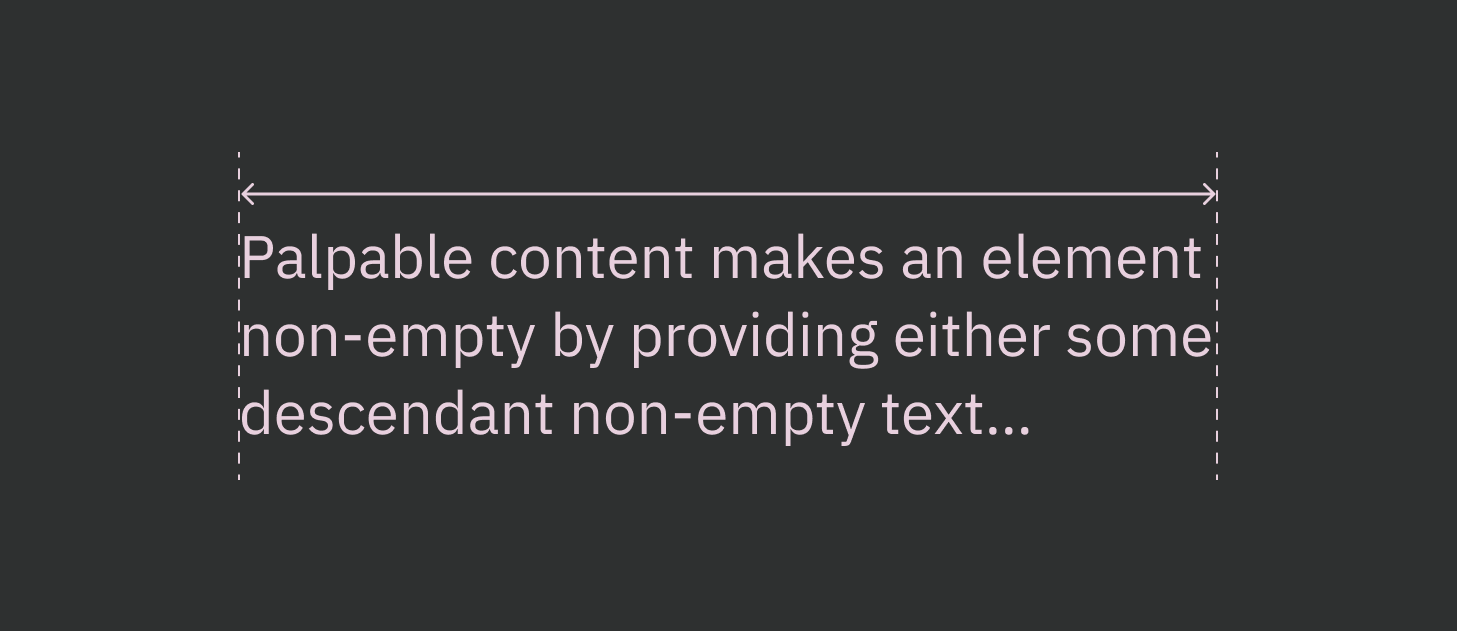 Palpable content makes an element
non-empty by providing either some
descendant non-empty text...